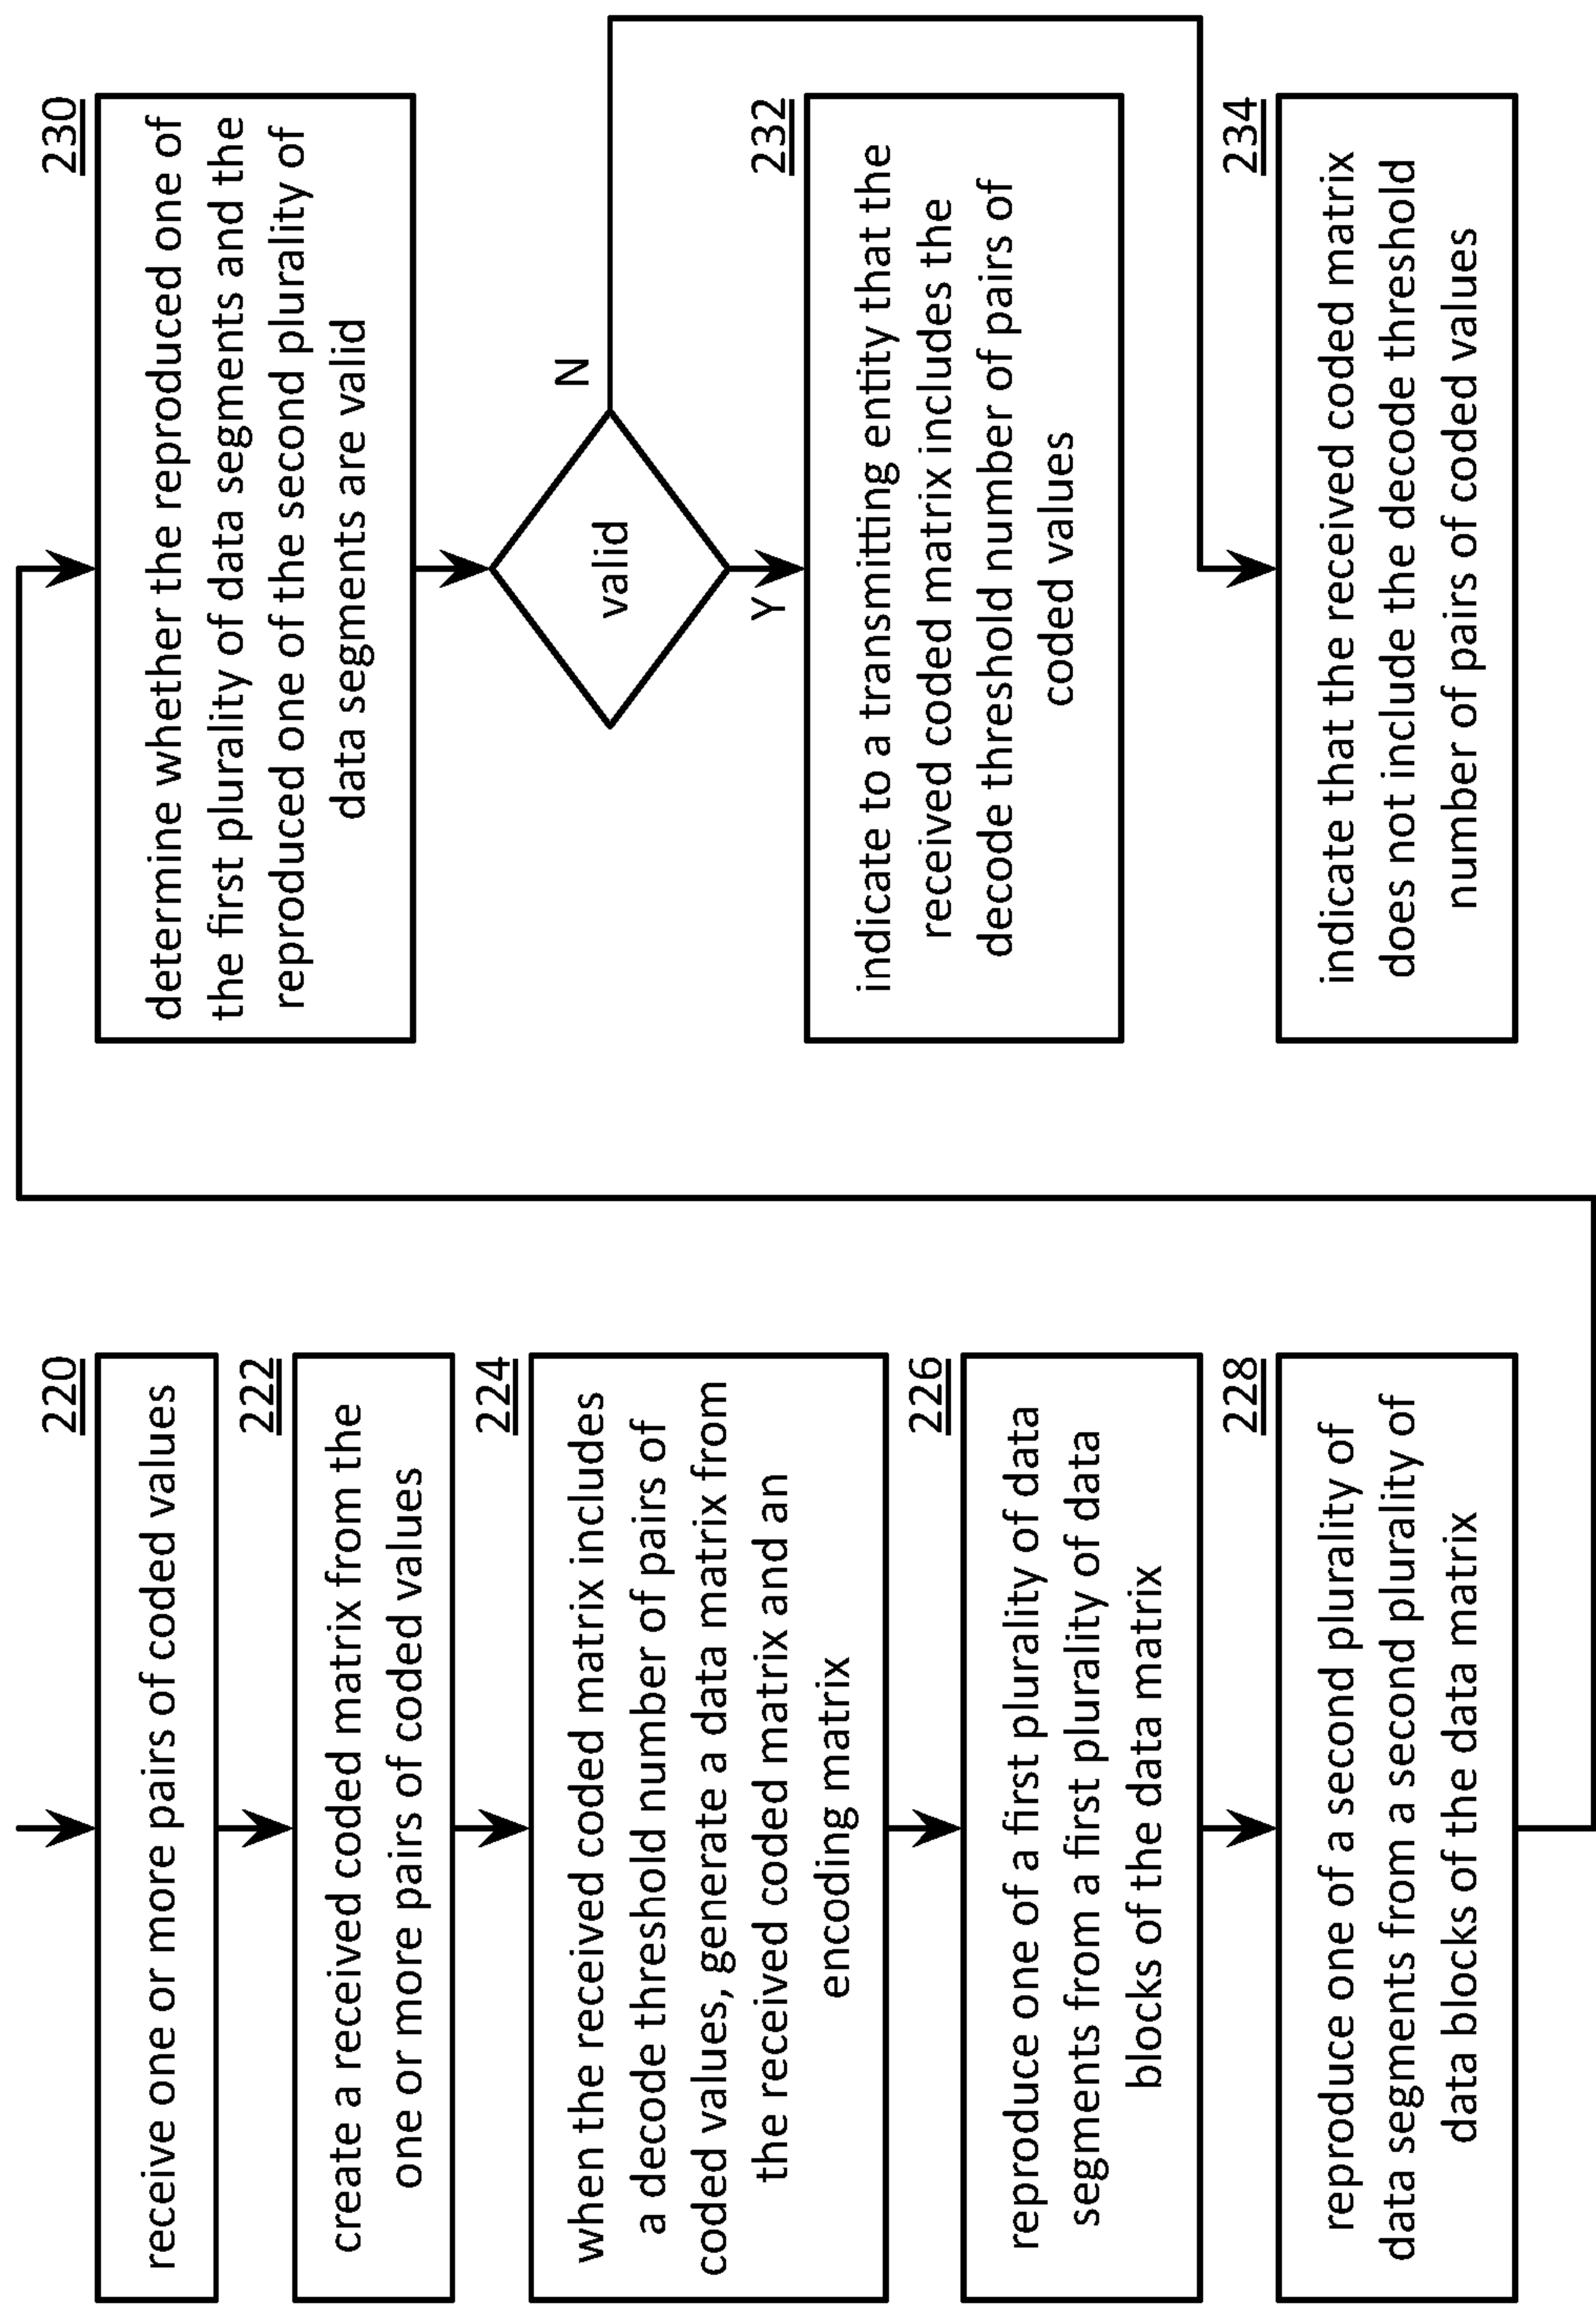 220
receive one or more pairs of coded values
222
create a received coded matrix from the
one or more pairs of coded values
224
when the received coded matrix includes
a decode threshold number of pairs of
coded values, generate a data matrix from
the received coded matrix and an
encoding matrix
226
reproduce one of a first plurality of data
segments from a first plurality of data
blocks of the data matrix
228
reproduce one of a second plurality of
data segments from a second plurality of
data blocks of the data matrix
230
determine whether the reproduced one of
the first plurality of data segments and the
reproduced one of the second plurality of
data segments are valid
valid
N
Y
232
indicate to a transmitting entity that the
received coded matrix includes the
decode threshold number of pairs of
coded values
234
indicate that the received coded matrix
does not include the decode threshold
number of pairs of coded values